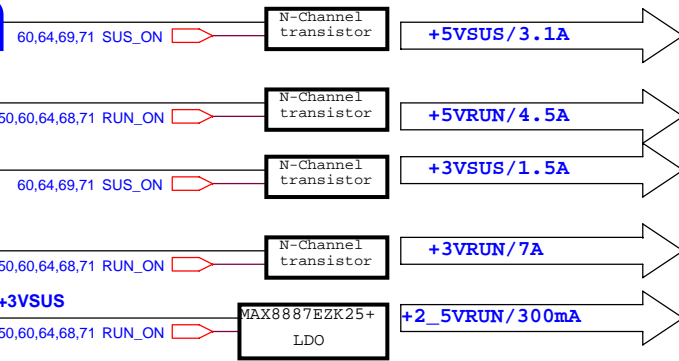 N-Channel
transistor
60,64,69,71 SUS_ON
+5VSUS/3.1A
N-Channel
transistor
50,60,64,68,71 RUN_ON
+5VRUN/4.5A
N-Channel
transistor
60,64,69,71 SUS_ON
+3VSUS/1.5A
N-Channel
transistor
50,60,64,68,71 RUN_ON
+3VRUN/7A
+3VSUS
MAX8887EZK25+
LDO
50,60,64,68,71 RUN_ON
+2_5VRUN/300mA